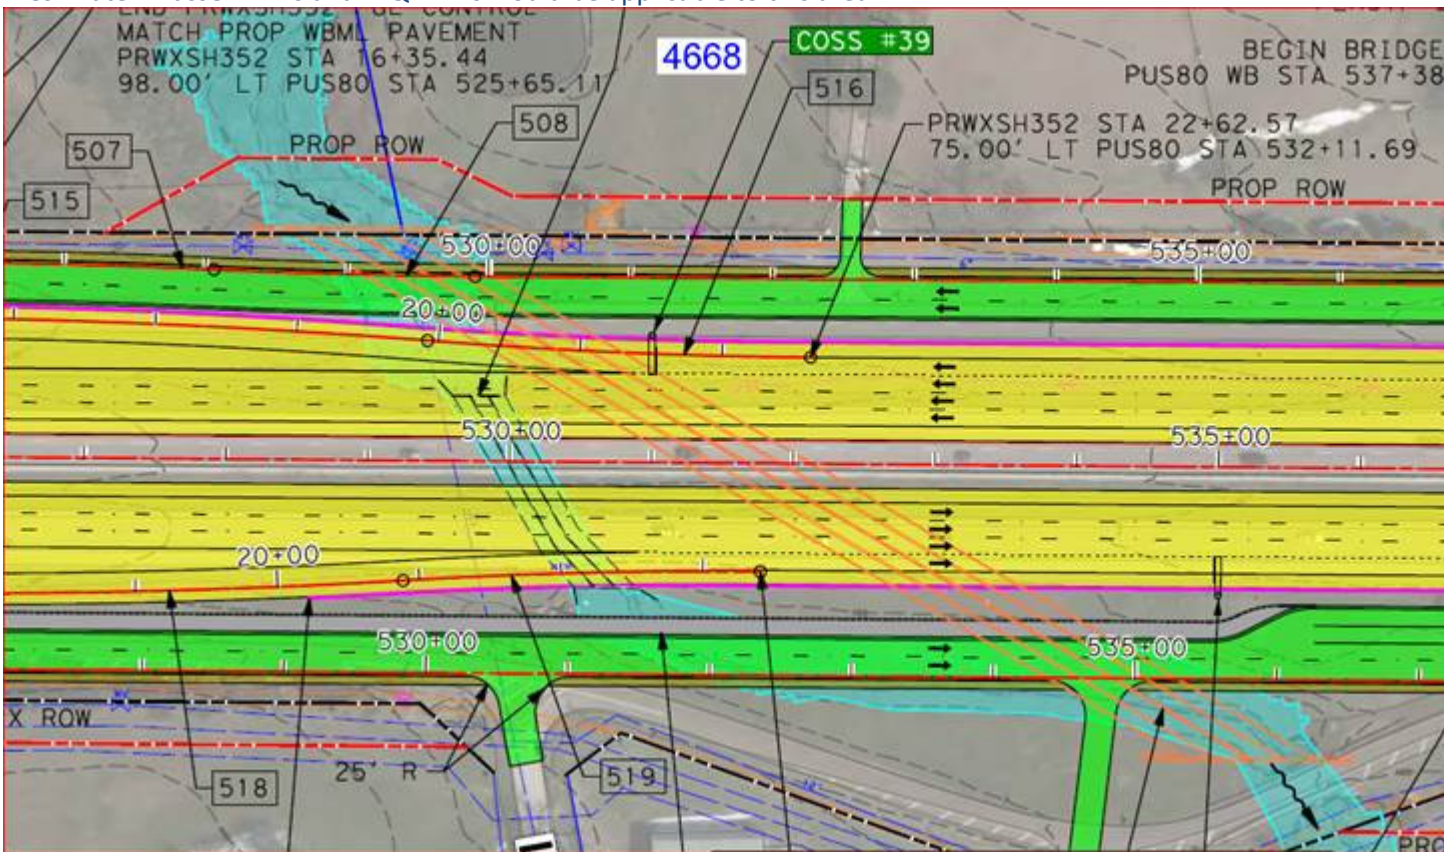 MATCH PROP WBML PAVEMENT
PRWXSH352 STA 16+35.44
98.00' LT PUS80 STA 525+65.11
4668
COSS #39
516
BEGIN BRIDGE
PUS80 WB STA 537+38
508
PRWXSH352 STA 22+62.57
75.00' LT PUS80 STA 532+11.69
507
PROP ROW
PROP ROW
515
530+00
535+00
20+00
530+00
535+00
20+00
530+00
535+00
X ROW
518
25' R
519
PRO